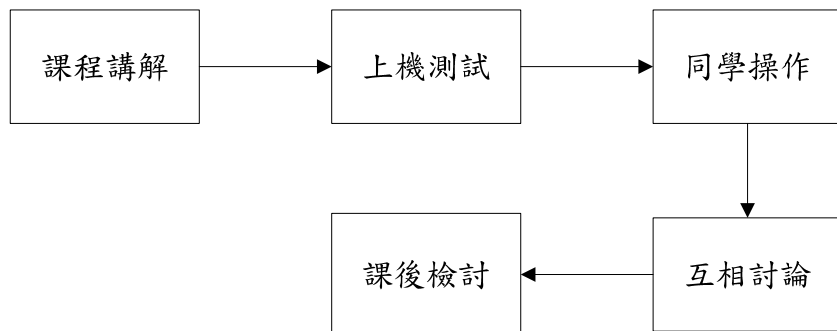 課程講解
上機測試
同學操作
互相討論
課後檢討